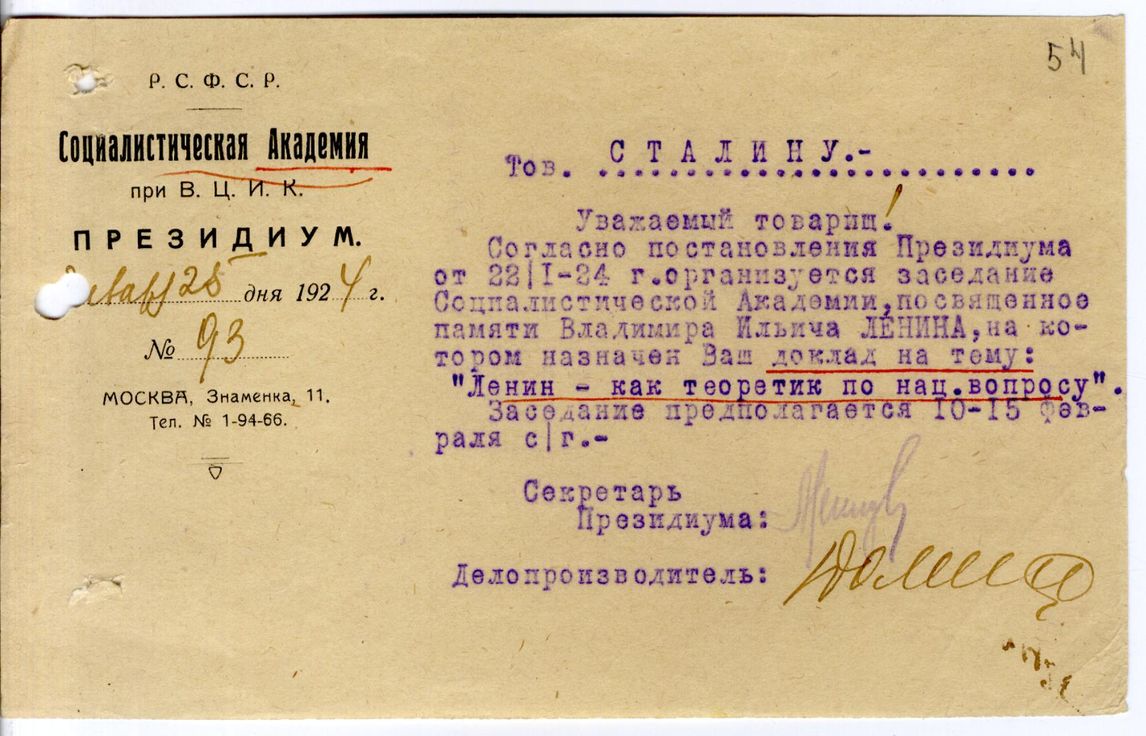 54
Р. С. Ф. С. Р.
Социалистическая Академия
при В. Ц. И. К.
ПРЕЗИДИУМ.
28 дня 1924 г.
№ 93
МОСКВА, Знаменка, 11.
Тел. № 1-94-66.
Тов. СТАЛИНУ.-
Уважаемый товарищ!
Согласно постановления Президиума
от 22|I-24 г.организуется заседание
Социалистической Академии,посвященное
памяти Владимира Ильича ЛЕНИНА,на ко-
тором назначен Ваш доклад на тему:
"Ленин - как теоретик по нац.вопросу".
Заседание предполагается 10-15 фев-
раля с|г.-
Секретарь
Президиума:
Делопроизводитель: